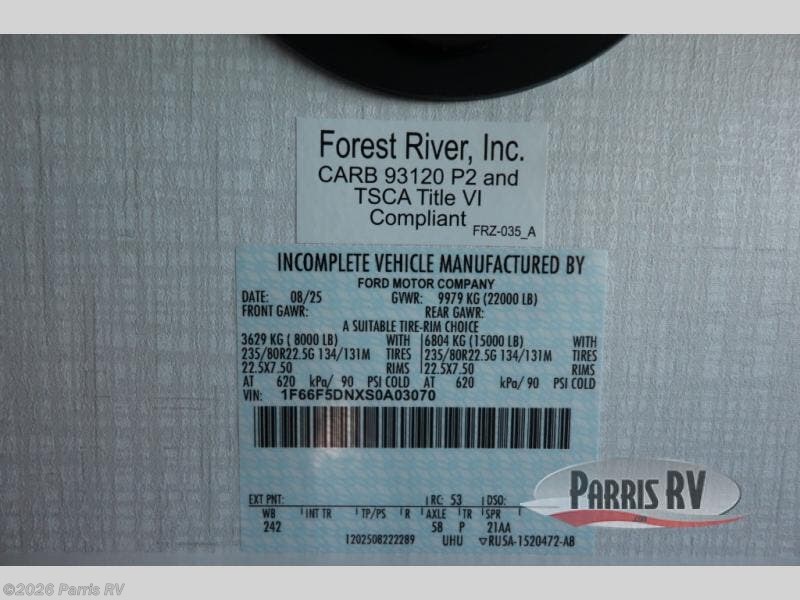 Forest River, Inc.
CARB 93120 P2 and
TSCA Title VI
Compliant
FRZ-035_A
INCOMPLETE VEHICLE MANUFACTURED BY
FORD MOTOR COMPANY
DATE: 08/25 GVWR: 9979 KG (22000 LB)
FRONT GAWR: REAR GAWR:
A SUITABLE TIRE-RIM CHOICE
3629 KG ( 8000 LB) WITH 6804 KG (15000 LB) WITH
235/80R22.5G 134/131M TIRES 235/80R22.5G 134/131M TIRES
22.5X7.50 RIMS 22.5X7.50 RIMS
AT 620 kPa/ 90 PSI COLD AT 620 kPa/ 90 PSI COLD
VIN: 1F66F5DNXS0A03070
EXT PNT: RC: 53 DSO:
WB INT TR TP/PS R AXLE TR SPR
242 58 P 21AA
1202508222289 UHU ▽RUSA-1520472-AB
PARRIS RV
.com
©2026 Parris RV